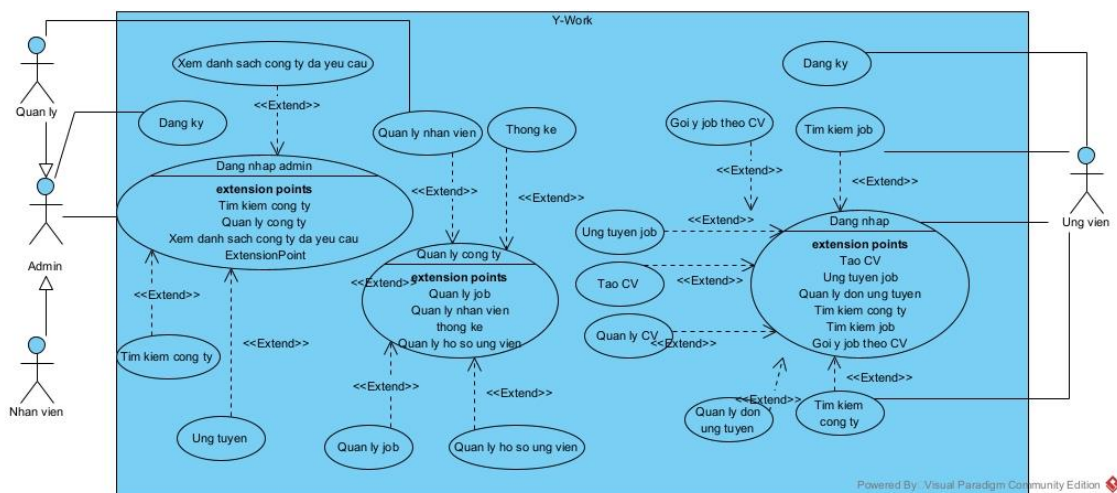 Y-Work
Quan ly
Admin
Nhan vien
Xem danh sach cong ty da yeu cau
<<Extend>>
Dang ky
Dang nhap admin
extension points
Tim kiem cong ty
Quan ly cong ty
Xem danh sach cong ty da yeu cau
ExtensionPoint
<<Extend>>
Tim kiem cong ty
<<Extend>>
Ung tuyen
Quan ly nhan vien
Thong ke
<<Extend>>
<<Extend>>
Quan ly cong ty
extension points
Quan ly job
Quan ly nhan vien
thong ke
Quan ly ho so ung vien
<<Extend>>
<<Extend>>
<<Extend>>
Quan ly job
Quan ly ho so ung vien
Dang ky
Goi y job theo CV
Tim kiem job
<<Extend>>
<<Extend>>
Ung tuyen job
<<Extend>>
Tao CV
<<Extend>>
Quan ly CV
<<Extend>>
Dang nhap
extension points
Tao CV
Ung tuyen job
Quan ly don ung tuyen
Tim kiem cong ty
Tim kiem job
Goi y job theo CV
<<Extend>>
<<Extend>>
Quan ly don
ung tuyen
Tim kiem
cong ty
Ung vien
Powered By Visual Paradigm Community Edition